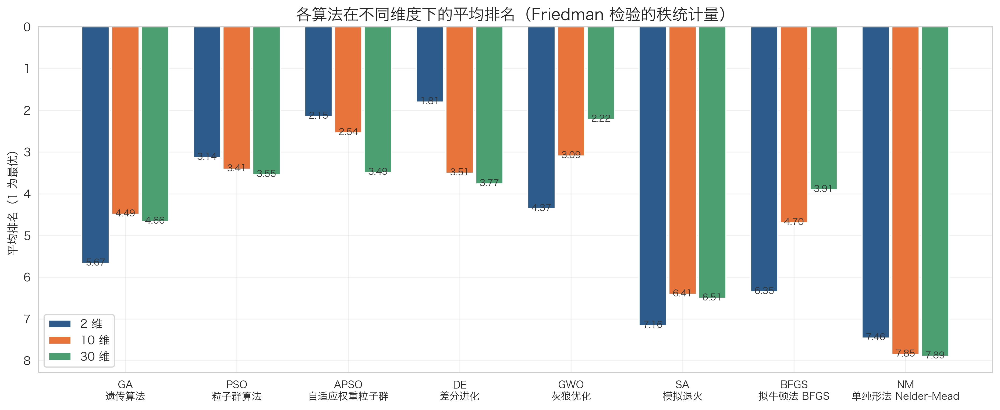 各算法在不同维度下的平均排名（Friedman 检验的秩统计量）
平均排名（1 为最优）
0
1
2
3
4
5
6
7
8
5.67
4.49
4.66
3.14
3.41
3.55
2.15
2.54
3.49
1.81
3.51
3.77
4.37
3.09
2.22
7.16
6.41
6.51
6.35
4.70
3.91
7.46
7.85
7.89
2 维
10 维
30 维
GA
遗传算法
PSO
粒子群算法
APSO
自适应权重粒子群
DE
差分进化
GWO
灰狼优化
SA
模拟退火
BFGS
拟牛顿法 BFGS
NM
单纯形法 Nelder-Mead